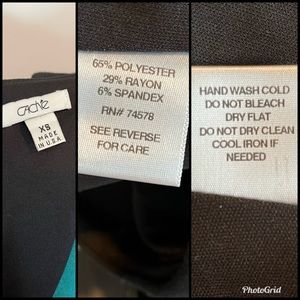 CACHE
XS
MADE
IN U.S.A
65% POLYESTER
29% RAYON
6% SPANDEX
RN# 74578
SEE REVERSE
FOR CARE
HAND WASH COLD
DO NOT BLEACH
DRY FLAT
DO NOT DRY CLEAN
COOL IRON IF
NEEDED
PhotoGrid